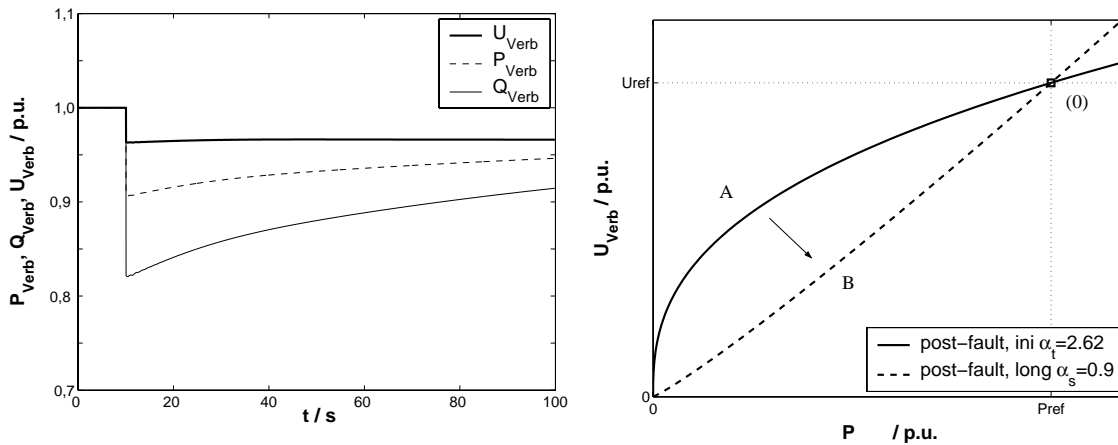 1,1
1,0
0,9
0,8
0,7
0
20
40
60
80
100
P_Verb, Q_Verb, U_Verb / p.u.
t / s
U_Verb
P_Verb
Q_Verb
Uref
0
0
Pref
U_Verb / p.u.
P / p.u.
A
B
(0)
post-fault, ini α_t=2.62
post-fault, long α_s=0.9